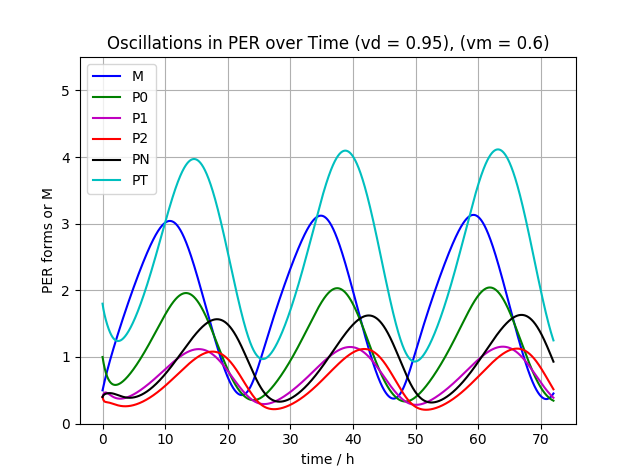 Oscillations in PER over Time (vd = 0.95), (vm = 0.6)
M
P0
P1
P2
PN
PT
PER forms or M
5
4
3
2
1
0
0 10 20 30 40 50 60 70
time / h